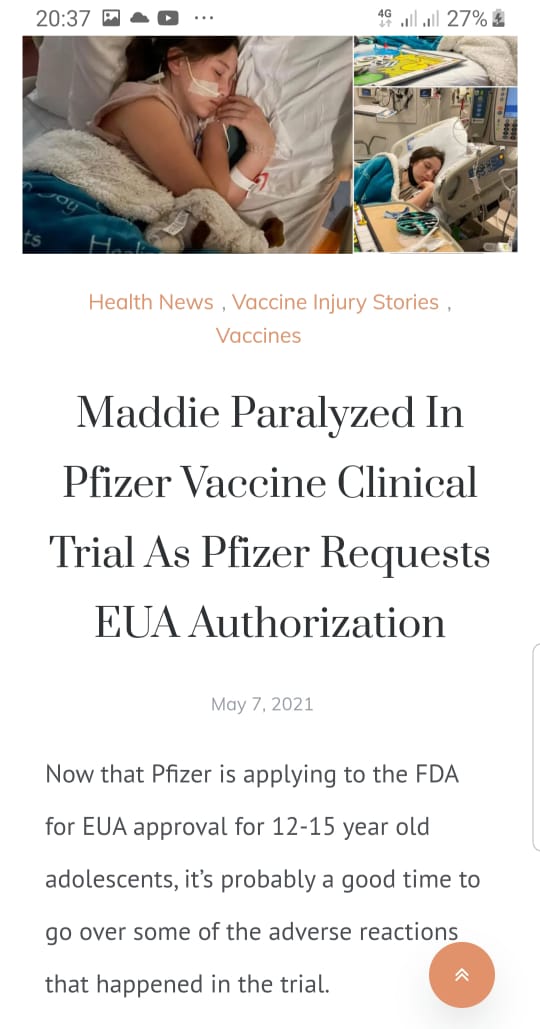 20:37 ... 4G 27%
Joy
ts Heali
Health News , Vaccine Injury Stories ,
Vaccines
Maddie Paralyzed In
Pfizer Vaccine Clinical
Trial As Pfizer Requests
EUA Authorization
May 7, 2021
Now that Pfizer is applying to the FDA
for EUA approval for 12-15 year old
adolescents, it’s probably a good time to
go over some of the adverse reactions
that happened in the trial.